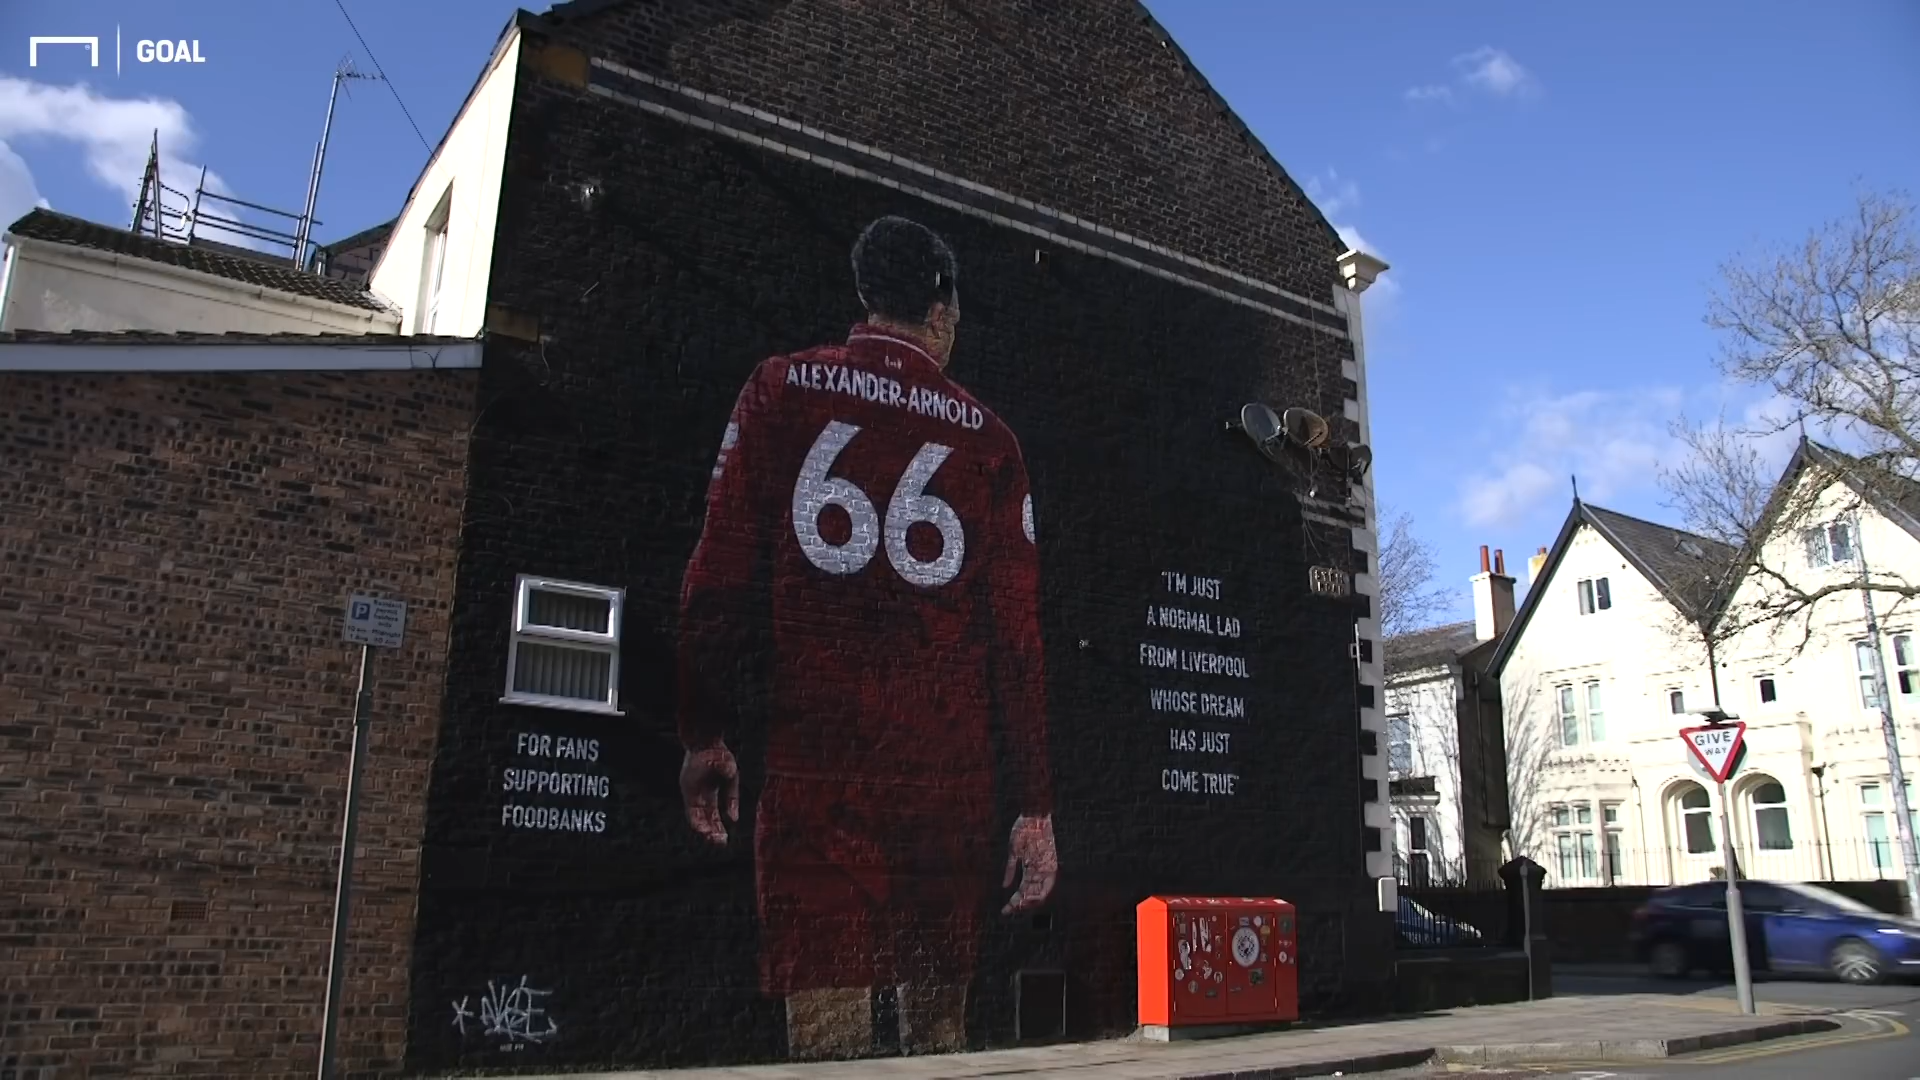 GOAL
ALEXANDER-ARNOLD
66
"I'M JUST
A NORMAL LAD
FROM LIVERPOOL
WHOSE DREAM
HAS JUST
COME TRUE"
FOR FANS
SUPPORTING
FOODBANKS
P
GIVE
WAY